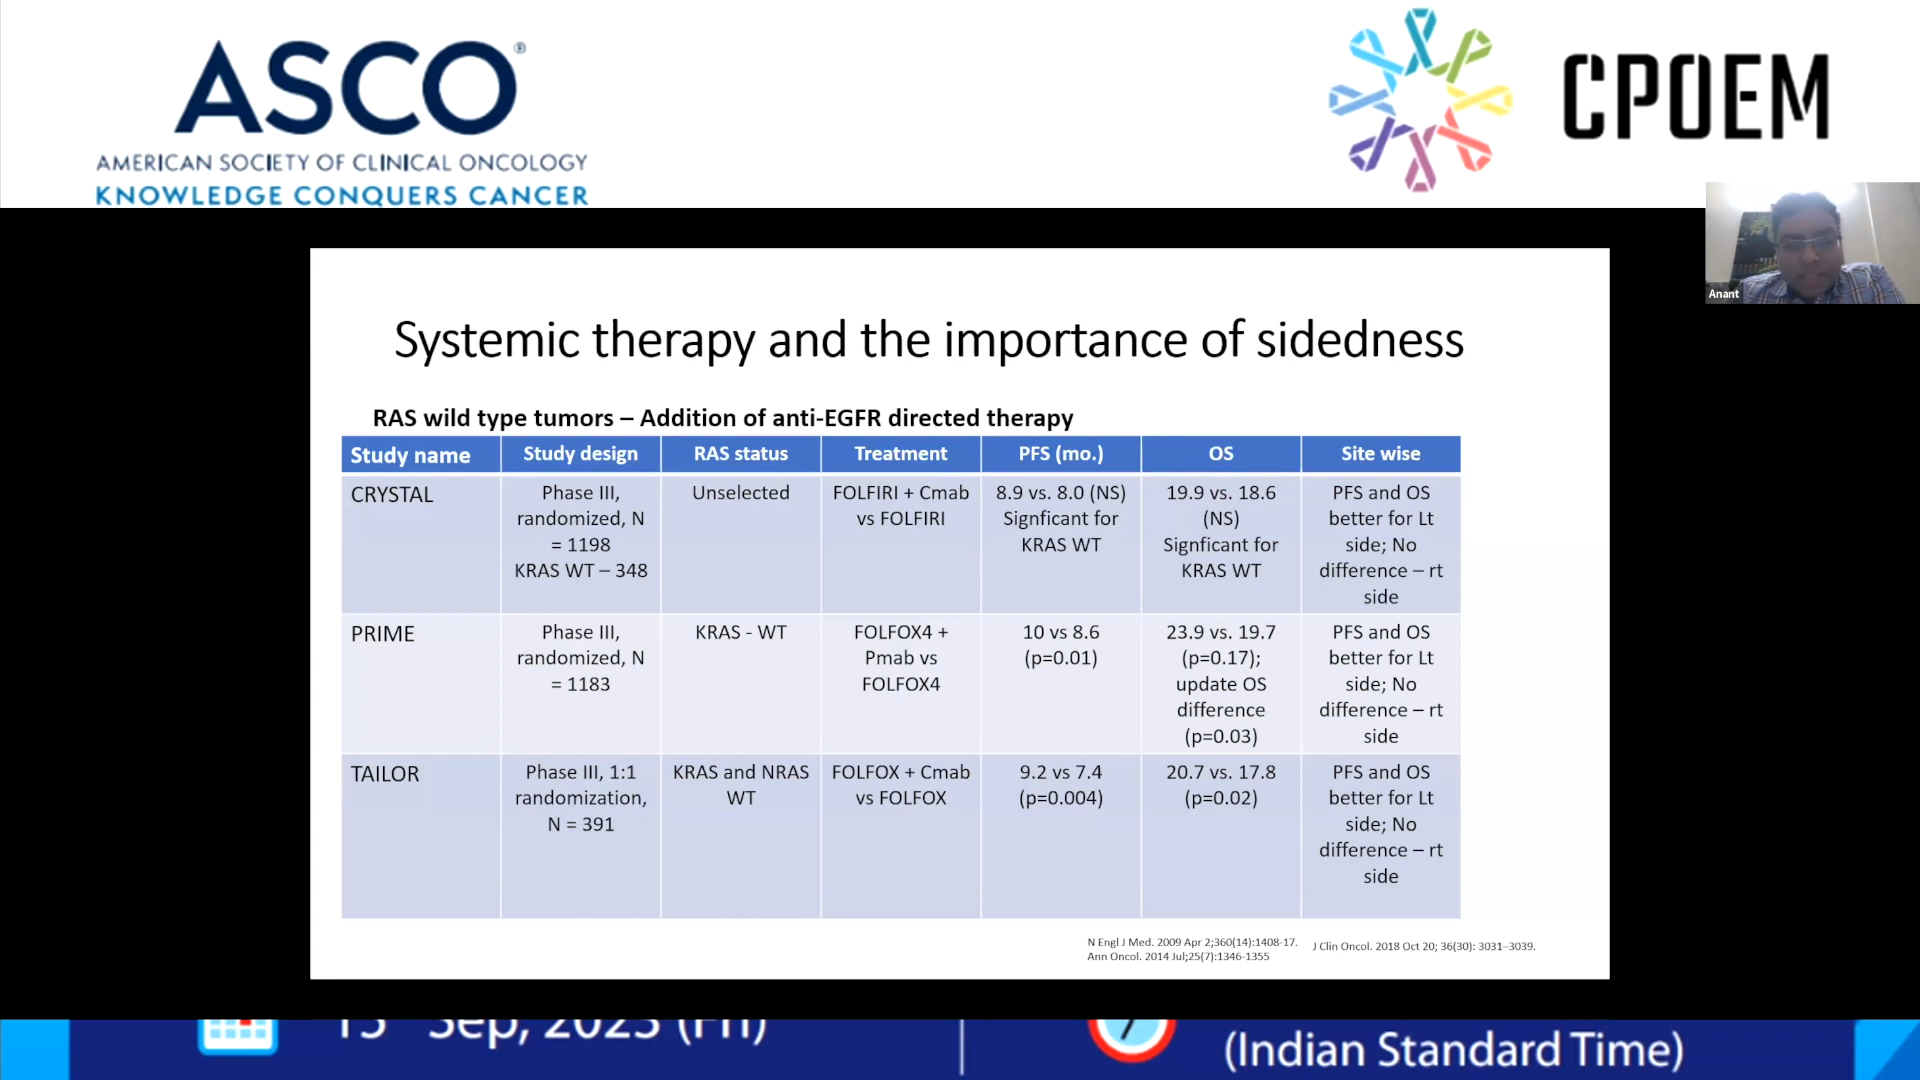 ASCO®
AMERICAN SOCIETY OF CLINICAL ONCOLOGY
KNOWLEDGE CONQUERS CANCER
CPOEM
Anant
Systemic therapy and the importance of sidedness
RAS wild type tumors – Addition of anti-EGFR directed therapy
Study name
Study design
RAS status
Treatment
PFS (mo.)
OS
Site wise
CRYSTAL
Phase III,
randomized, N
= 1198
KRAS WT – 348
Unselected
FOLFIRI + Cmab
vs FOLFIRI
8.9 vs. 8.0 (NS)
Signficant for
KRAS WT
19.9 vs. 18.6
(NS)
Signficant for
KRAS WT
PFS and OS
better for Lt
side; No
difference – rt
side
PRIME
Phase III,
randomized, N
= 1183
KRAS - WT
FOLFOX4 +
Pmab vs
FOLFOX4
10 vs 8.6
(p=0.01)
23.9 vs. 19.7
(p=0.17);
update OS
difference
(p=0.03)
PFS and OS
better for Lt
side; No
difference – rt
side
TAILOR
Phase III, 1:1
randomization,
N = 391
KRAS and NRAS
WT
FOLFOX + Cmab
vs FOLFOX
9.2 vs 7.4
(p=0.004)
20.7 vs. 17.8
(p=0.02)
PFS and OS
better for Lt
side; No
difference – rt
side
N Engl J Med. 2009 Apr 2;360(14):1408-17.
Ann Oncol. 2014 Jul;25(7):1346-1355
J Clin Oncol. 2018 Oct 20; 36(30): 3031–3039.
Sep, 2023 (Fri)
(Indian Standard Time)